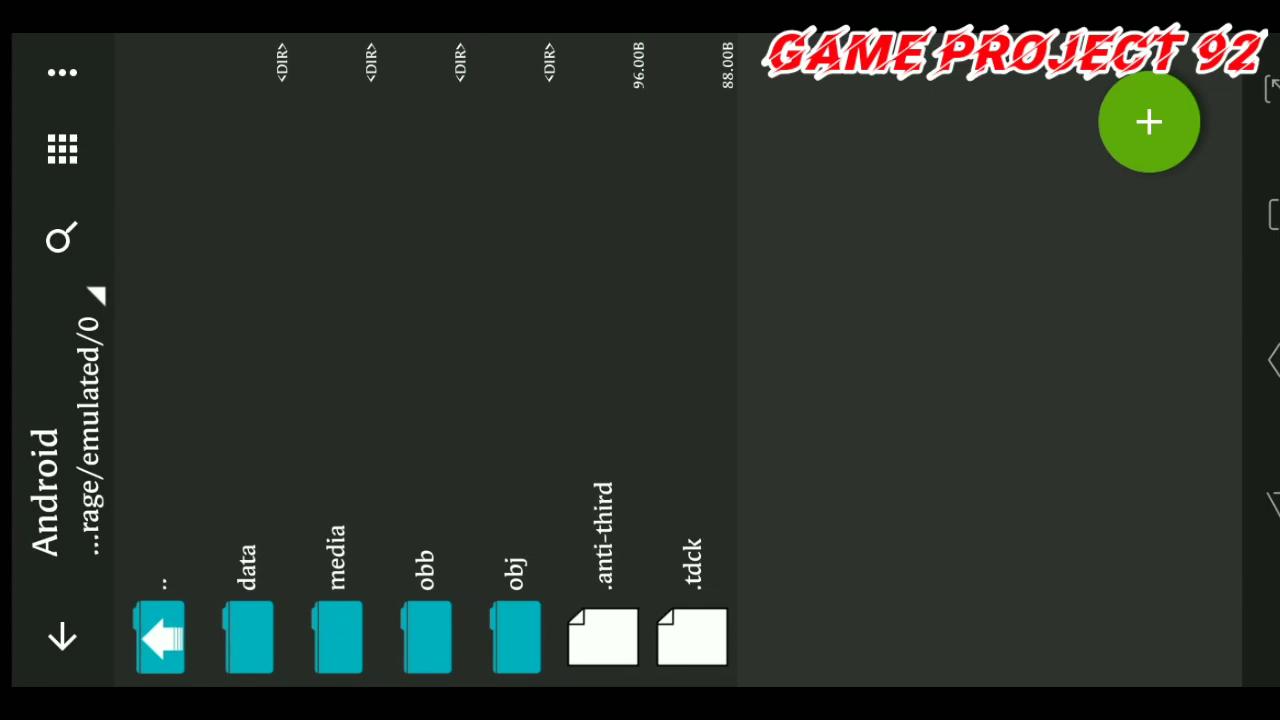 GAME PROJECT 92
Android
...rage/emulated/0
..
data
<DIR>
media
<DIR>
obb
<DIR>
obj
<DIR>
.anti-third
96.00B
.tdck
88.00B